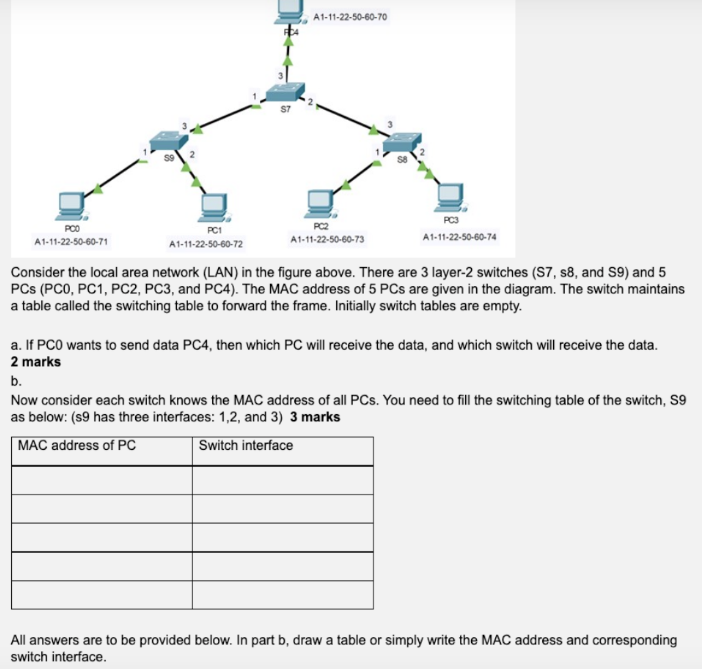 A1-11-22-50-60-70
PC4
3
1
2
S7
3
3
1
2
S9
1
2
S8
PC0
PC1
PC2
PC3
A1-11-22-50-60-71
A1-11-22-50-60-72
A1-11-22-50-60-73
A1-11-22-50-60-74
Consider the local area network (LAN) in the figure above. There are 3 layer-2 switches (S7, s8, and S9) and 5
PCs (PC0, PC1, PC2, PC3, and PC4). The MAC address of 5 PCs are given in the diagram. The switch maintains
a table called the switching table to forward the frame. Initially switch tables are empty.
a. If PC0 wants to send data PC4, then which PC will receive the data, and which switch will receive the data.
2 marks
b.
Now consider each switch knows the MAC address of all PCs. You need to fill the switching table of the switch, S9
as below: (s9 has three interfaces: 1,2, and 3) 3 marks
MAC address of PC
Switch interface
All answers are to be provided below. In part b, draw a table or simply write the MAC address and corresponding
switch interface.